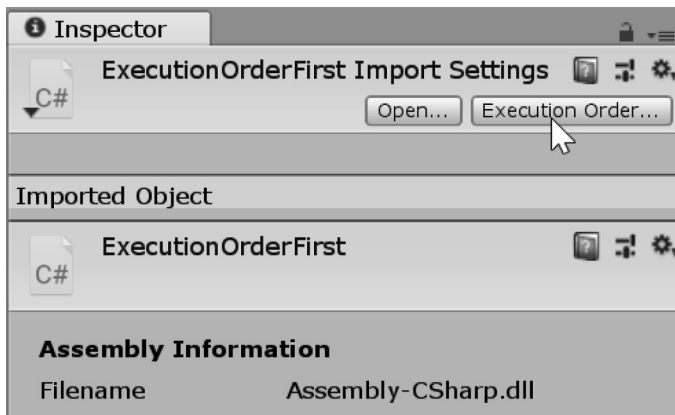 Inspector
ExecutionOrderFirst Import Settings
C#
Open... Execution Order...
Imported Object
ExecutionOrderFirst
C#
Assembly Information
Filename Assembly-CSharp.dll